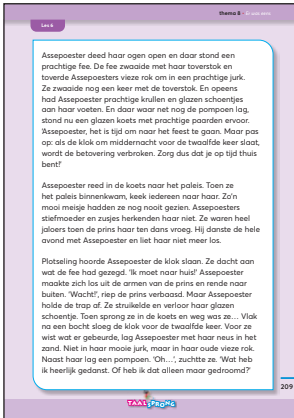 thema 8 • Er was eens
Les 6
Assepoester deed haar ogen open en daar stond een
prachtige fee. De fee zwaaide met haar toverstok en
toverde Assepoesters vieze rok om in een prachtige jurk.
Ze zwaaide nog een keer met de toverstok. En opeens
had Assepoester prachtige krullen en glazen schoentjes
aan haar voeten. En daar waar net nog de pompoen lag,
stond nu een glazen koets met prachtige paarden ervoor.
‘Assepoester, het is tijd om naar het feest te gaan. Maar pas
op: als de klok om middernacht voor de twaalfde keer slaat,
wordt de betovering verbroken. Zorg dus dat je op tijd thuis
bent!’
Assepoester reed in de koets naar het paleis. Toen ze
het paleis binnenkwam, keek iedereen naar haar. Zo’n
mooi meisje hadden ze nog nooit gezien. Assepoesters
stiefmoeder en zusjes herkenden haar niet. Ze waren heel
jaloers toen de prins haar ten dans vroeg. Hij danste de hele
avond met Assepoester en liet haar niet meer los.
Plotseling hoorde Assepoester de klok slaan. Ze dacht aan
wat de fee had gezegd. ‘Ik moet naar huis!’ Assepoester
maakte zich los uit de armen van de prins en rende naar
buiten. ‘Wacht!’, riep de prins verbaasd. Maar Assepoester
holde de trap af. Ze struikelde en verloor haar glazen
schoentje. Toen sprong ze in de koets en weg was ze… Vlak
na een bocht sloeg de klok voor de twaalfde keer. Voor ze
wist wat er gebeurde, lag Assepoester met haar neus in het
zand. Niet in haar mooie jurk, maar in haar oude vieze rok.
Naast haar lag een pompoen. ‘Oh…’, zuchtte ze. ‘Wat heb
ik heerlijk gedanst. Of heb ik dat alleen maar gedroomd?’
209
TAALSPRONG